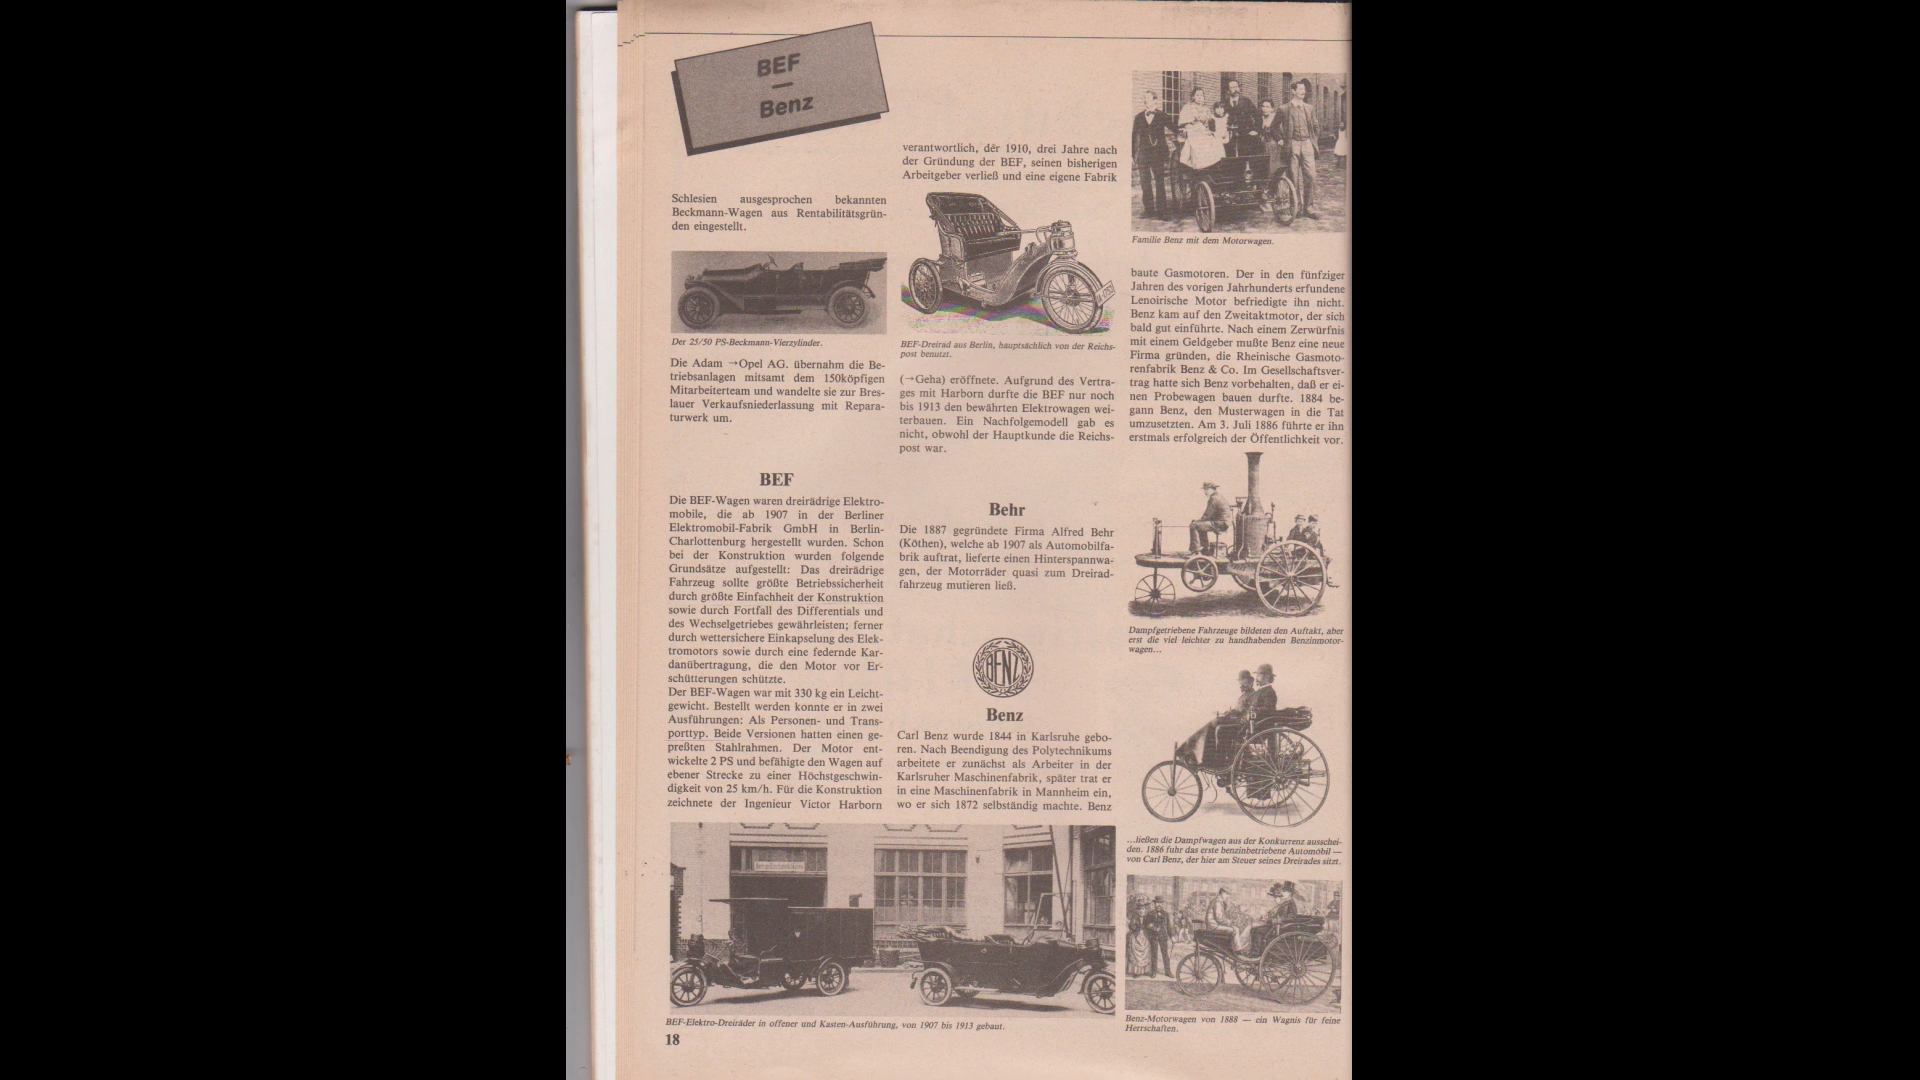 BEF
—
Benz
Schlesien ausgesprochen bekannten
Beckmann-Wagen aus Rentabilitätsgrün-
den eingestellt.
Der 25/50 PS-Beckmann-Vierzylinder.
Die Adam →Opel AG. übernahm die Be-
triebsanlagen mitsamt dem 150köpfigen
Mitarbeiterteam und wandelte sie zur Bres-
lauer Verkaufsniederlassung mit Repara-
turwerk um.
BEF
Die BEF-Wagen waren dreirädrige Elektro-
mobile, die ab 1907 in der Berliner
Elektromobil-Fabrik GmbH in Berlin-
Charlottenburg hergestellt wurden. Schon
bei der Konstruktion wurden folgende
Grundsätze aufgestellt: Das dreirädrige
Fahrzeug sollte größte Betriebssicherheit
durch größte Einfachheit der Konstruktion
sowie durch Fortfall des Differentials und
des Wechselgetriebes gewährleisten; ferner
durch wettersichere Einkapselung des Elek-
tromotors sowie durch eine federnde Kar-
danübertragung, die den Motor vor Er-
schütterungen schützte.
Der BEF-Wagen war mit 330 kg ein Leicht-
gewicht. Bestellt werden konnte er in zwei
Ausführungen: Als Personen- und Trans-
porttyp. Beide Versionen hatten einen ge-
preßten Stahlrahmen. Der Motor ent-
wickelte 2 PS und befähigte den Wagen auf
ebener Strecke zu einer Höchstgeschwin-
digkeit von 25 km/h. Für die Konstruktion
zeichnete der Ingenieur Victor Harborn
verantwortlich, der 1910, drei Jahre nach
der Gründung der BEF, seinen bisherigen
Arbeitgeber verließ und eine eigene Fabrik
BEF-Dreirad aus Berlin, hauptsächlich von der Reichs-
post benutzt.
(→Geha) eröffnete. Aufgrund des Vertra-
ges mit Harborn durfte die BEF nur noch
bis 1913 den bewährten Elektrowagen wei-
terbauen. Ein Nachfolgemodell gab es
nicht, obwohl der Hauptkunde die Reichs-
post war.
Behr
Die 1887 gegründete Firma Alfred Behr
(Köthen), welche ab 1907 als Automobilfa-
brik auftrat, lieferte einen Hinterspannwa-
gen, der Motorräder quasi zum Dreirad-
fahrzeug mutieren ließ.
BENZ
Benz
Carl Benz wurde 1844 in Karlsruhe gebo-
ren. Nach Beendigung des Polytechnikums
arbeitete er zunächst als Arbeiter in der
Karlsruher Maschinenfabrik, später trat er
in eine Maschinenfabrik in Mannheim ein,
wo er sich 1872 selbständig machte. Benz
BEF-Elektro-Dreiräder in offener und Kasten-Ausführung, von 1907 bis 1913 gebaut.
18
Familie Benz mit dem Motorwagen.
baute Gasmotoren. Der in den fünfziger
Jahren des vorigen Jahrhunderts erfundene
Lenoirische Motor befriedigte ihn nicht.
Benz kam auf den Zweitaktmotor, der sich
bald gut einführte. Nach einem Zerwürfnis
mit einem Geldgeber mußte Benz eine neue
Firma gründen, die Rheinische Gasmoto-
renfabrik Benz & Co. Im Gesellschaftsver-
trag hatte sich Benz vorbehalten, daß er ei-
nen Probewagen bauen durfte. 1884 be-
gann Benz, den Musterwagen in die Tat
umzusetzten. Am 3. Juli 1886 führte er ihn
erstmals erfolgreich der Öffentlichkeit vor.
Dampfgetriebene Fahrzeuge bildeten den Auftakt, aber
erst die viel leichter zu handhabenden Benzinmotor-
wagen...
...ließen die Dampfwagen aus der Konkurrenz ausschei-
den. 1886 fuhr das erste benzinbetriebene Automobil —
von Carl Benz, der hier am Steuer seines Dreirades sitzt.
Benz-Motorwagen von 1888 — ein Wagnis für feine
Herrschaften.